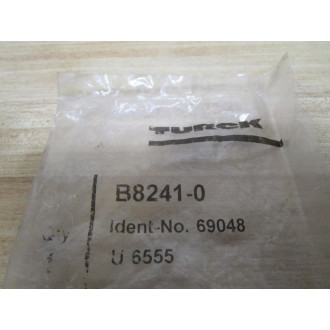 TURCK
B8241-0
Ident-No. 69048
U 6555